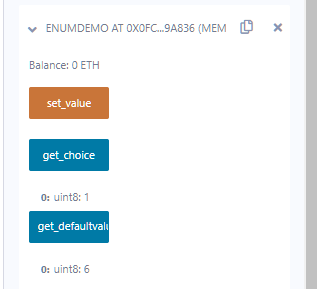 ENUMDEMO AT 0X0FC...9A836 (MEM
Balance: 0 ETH
set_value
get_choice
0: uint8: 1
get_defaultvalu
0: uint8: 6